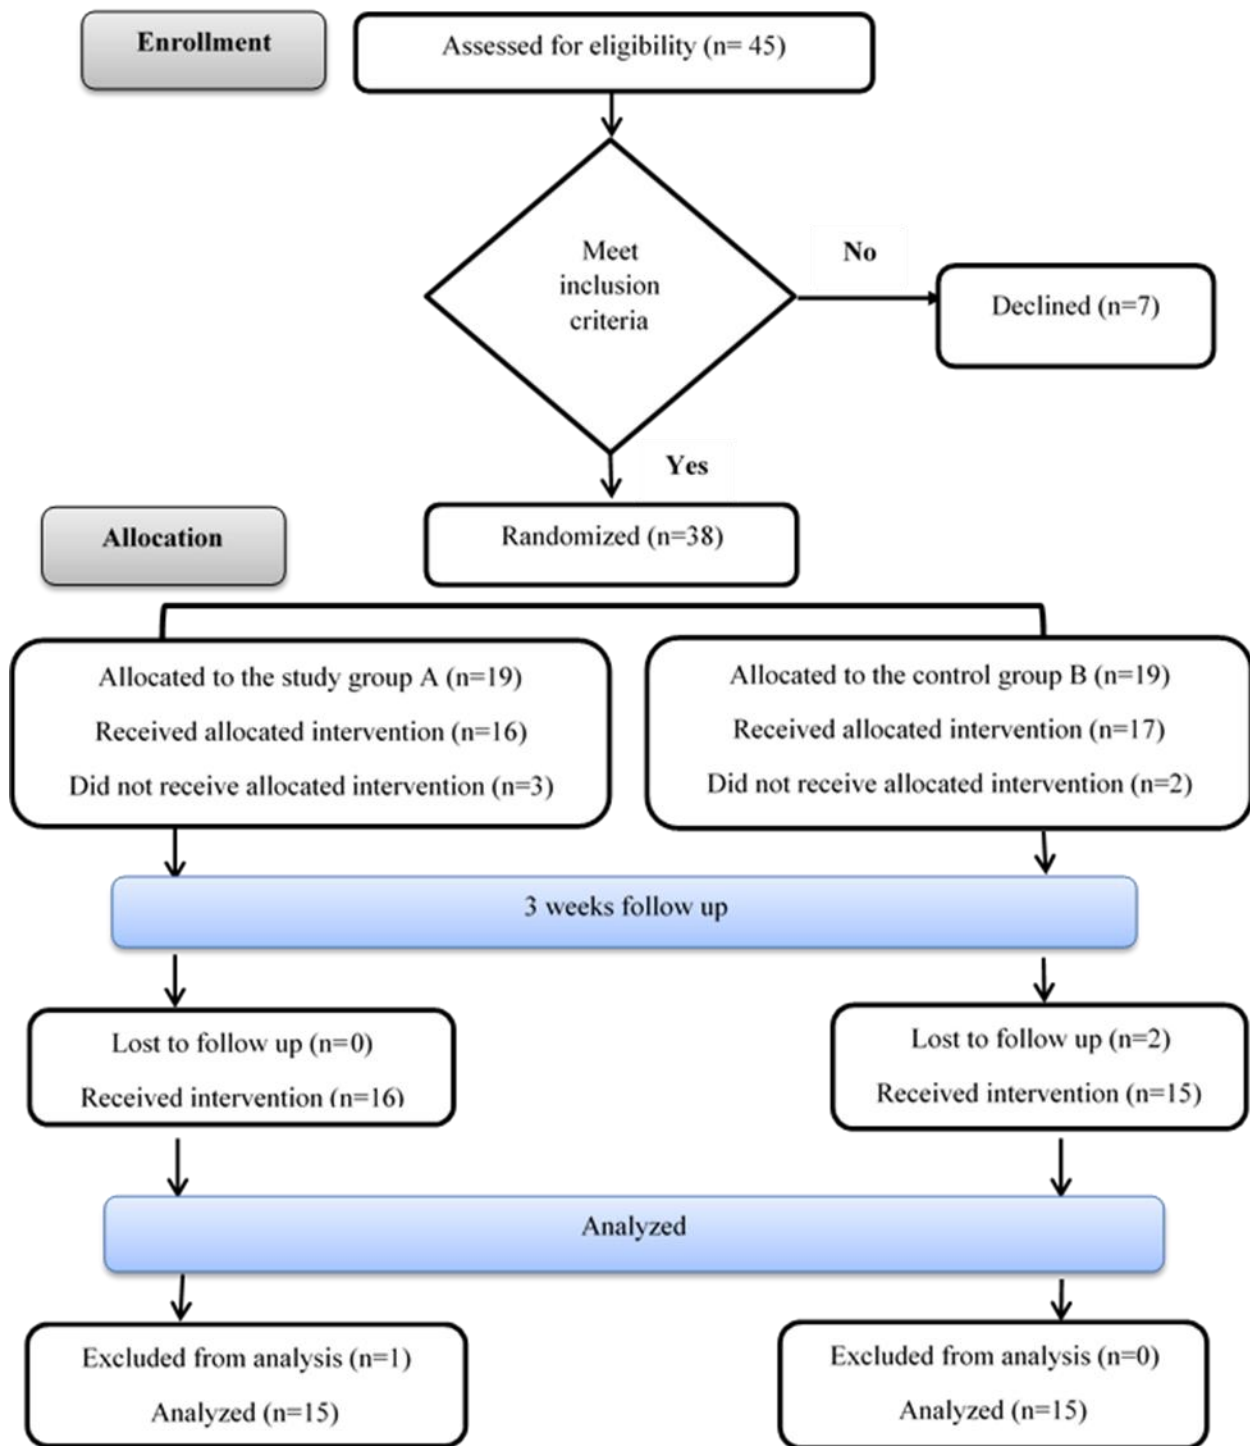 Enrollment
Assessed for eligibility (n= 45)
Meet
inclusion
criteria
No
Declined (n=7)
Yes
Allocation
Randomized (n=38)
Allocated to the study group A (n=19)
Received allocated intervention (n=16)
Did not receive allocated intervention (n=3)
Allocated to the control group B (n=19)
Received allocated intervention (n=17)
Did not receive allocated intervention (n=2)
3 weeks follow up
Lost to follow up (n=0)
Received intervention (n=16)
Lost to follow up (n=2)
Received intervention (n=15)
Analyzed
Excluded from analysis (n=1)
Analyzed (n=15)
Excluded from analysis (n=0)
Analyzed (n=15)